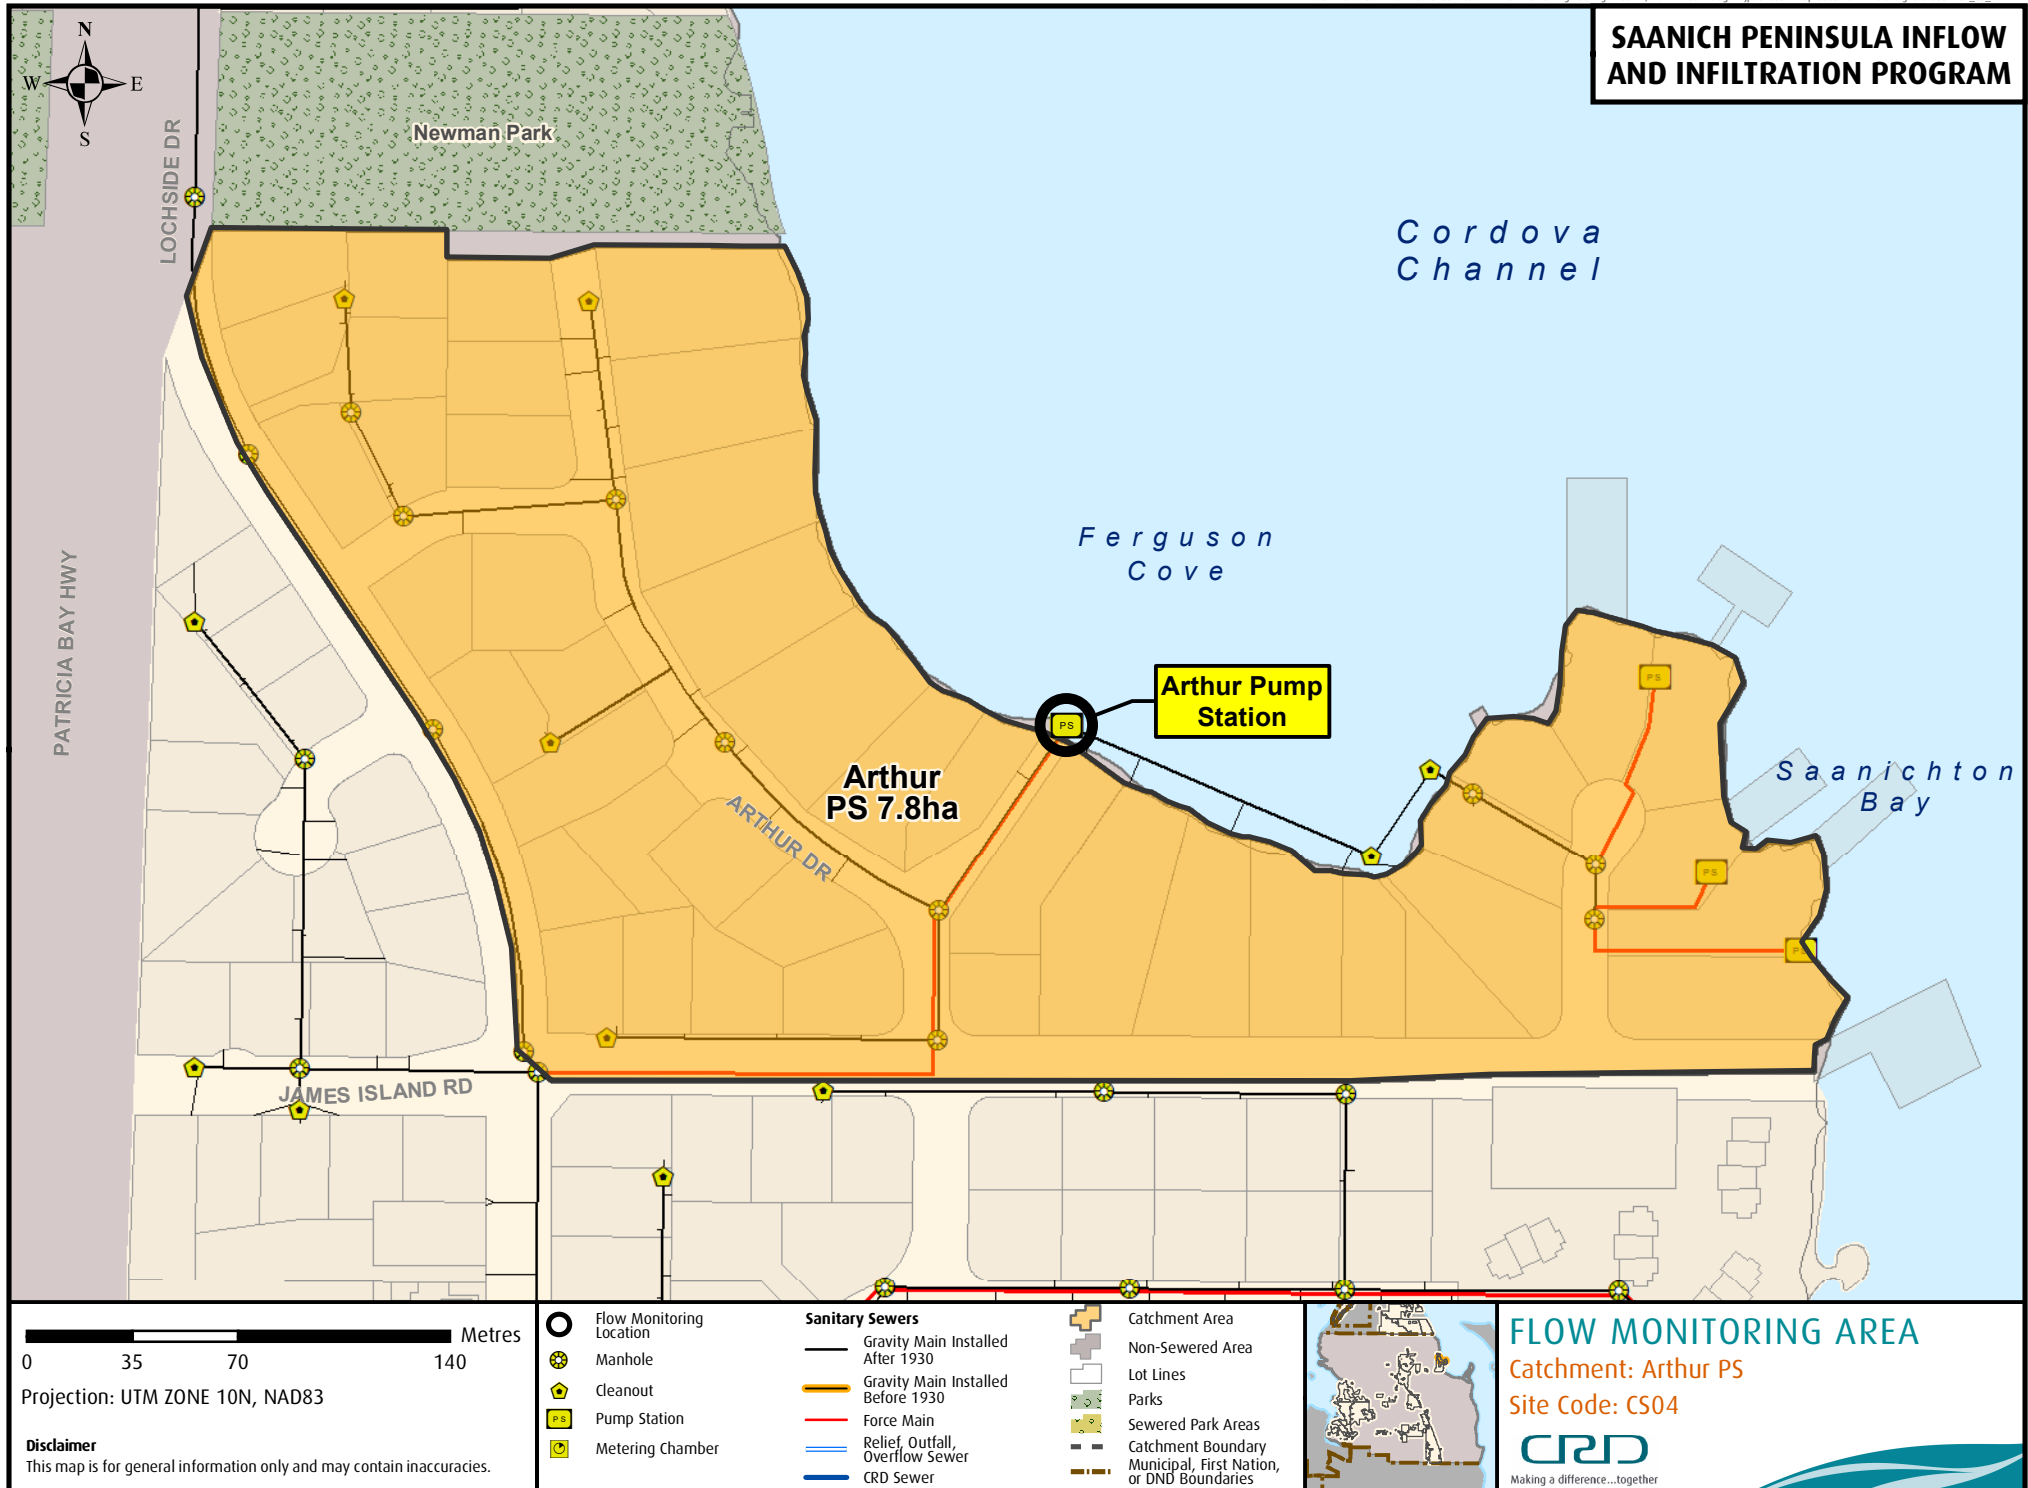 SAANICH PENINSULA INFLOW
AND INFILTRATION PROGRAM
N
W
E
S
LOCHSIDE DR
Newman Park
Cordova
Channel
PATRICIA BAY HWY
Ferguson
Cove
Arthur Pump
Station
PS
PS
PS
PS
Arthur
PS 7.8ha
ARTHUR DR
Saanichton
Bay
JAMES ISLAND RD
Metres
0
35
70
140
Projection: UTM ZONE 10N, NAD83
Disclaimer
This map is for general information only and may contain inaccuracies.
Flow Monitoring
Location
Manhole
Cleanout
PS
Pump Station
Metering Chamber
Sanitary Sewers
Gravity Main Installed
After 1930
Gravity Main Installed
Before 1930
Force Main
Relief, Outfall,
Overflow Sewer
CRD Sewer
Catchment Area
Non-Sewered Area
Lot Lines
Parks
Sewered Park Areas
Catchment Boundary
Municipal, First Nation,
or DND Boundaries
FLOW MONITORING AREA
Catchment: Arthur PS
Site Code: CS04
CRD
Making a difference...together